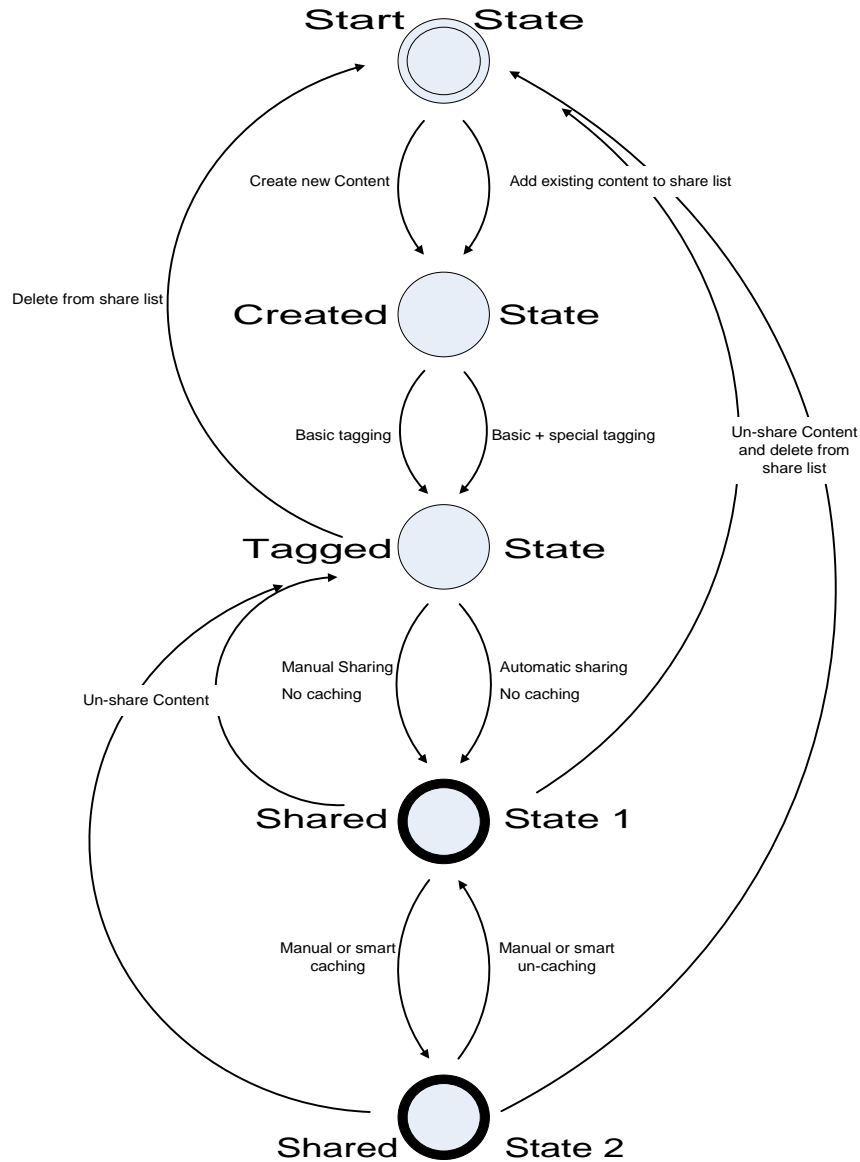 Start State
Create new Content
Add existing content to share list
Delete from share list
Created State
Basic tagging
Basic + special tagging
Un-share Content
and delete from
share list
Tagged State
Manual Sharing
No caching
Automatic sharing
No caching
Un-share Content
Shared State 1
Manual or smart
caching
Manual or smart
un-caching
Shared State 2